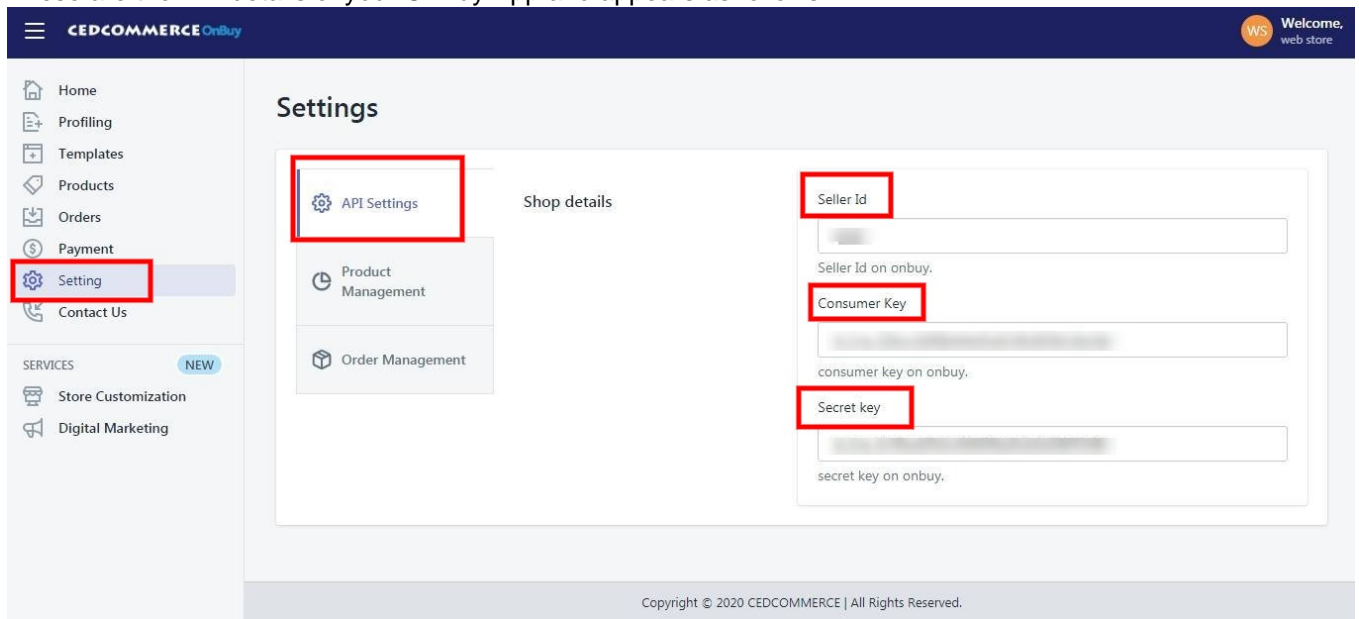 CEDCOMMERCE OnBuy
WS
Welcome,
web store
Home
Profiling
Templates
Products
Orders
Payment
Setting
Contact Us
SERVICES NEW
Store Customization
Digital Marketing
Settings
API Settings
Product
Management
Order Management
Shop details
Seller Id
Seller Id on onbuy.
Consumer Key
consumer key on onbuy.
Secret key
secret key on onbuy.
Copyright © 2020 CEDCOMMERCE | All Rights Reserved.